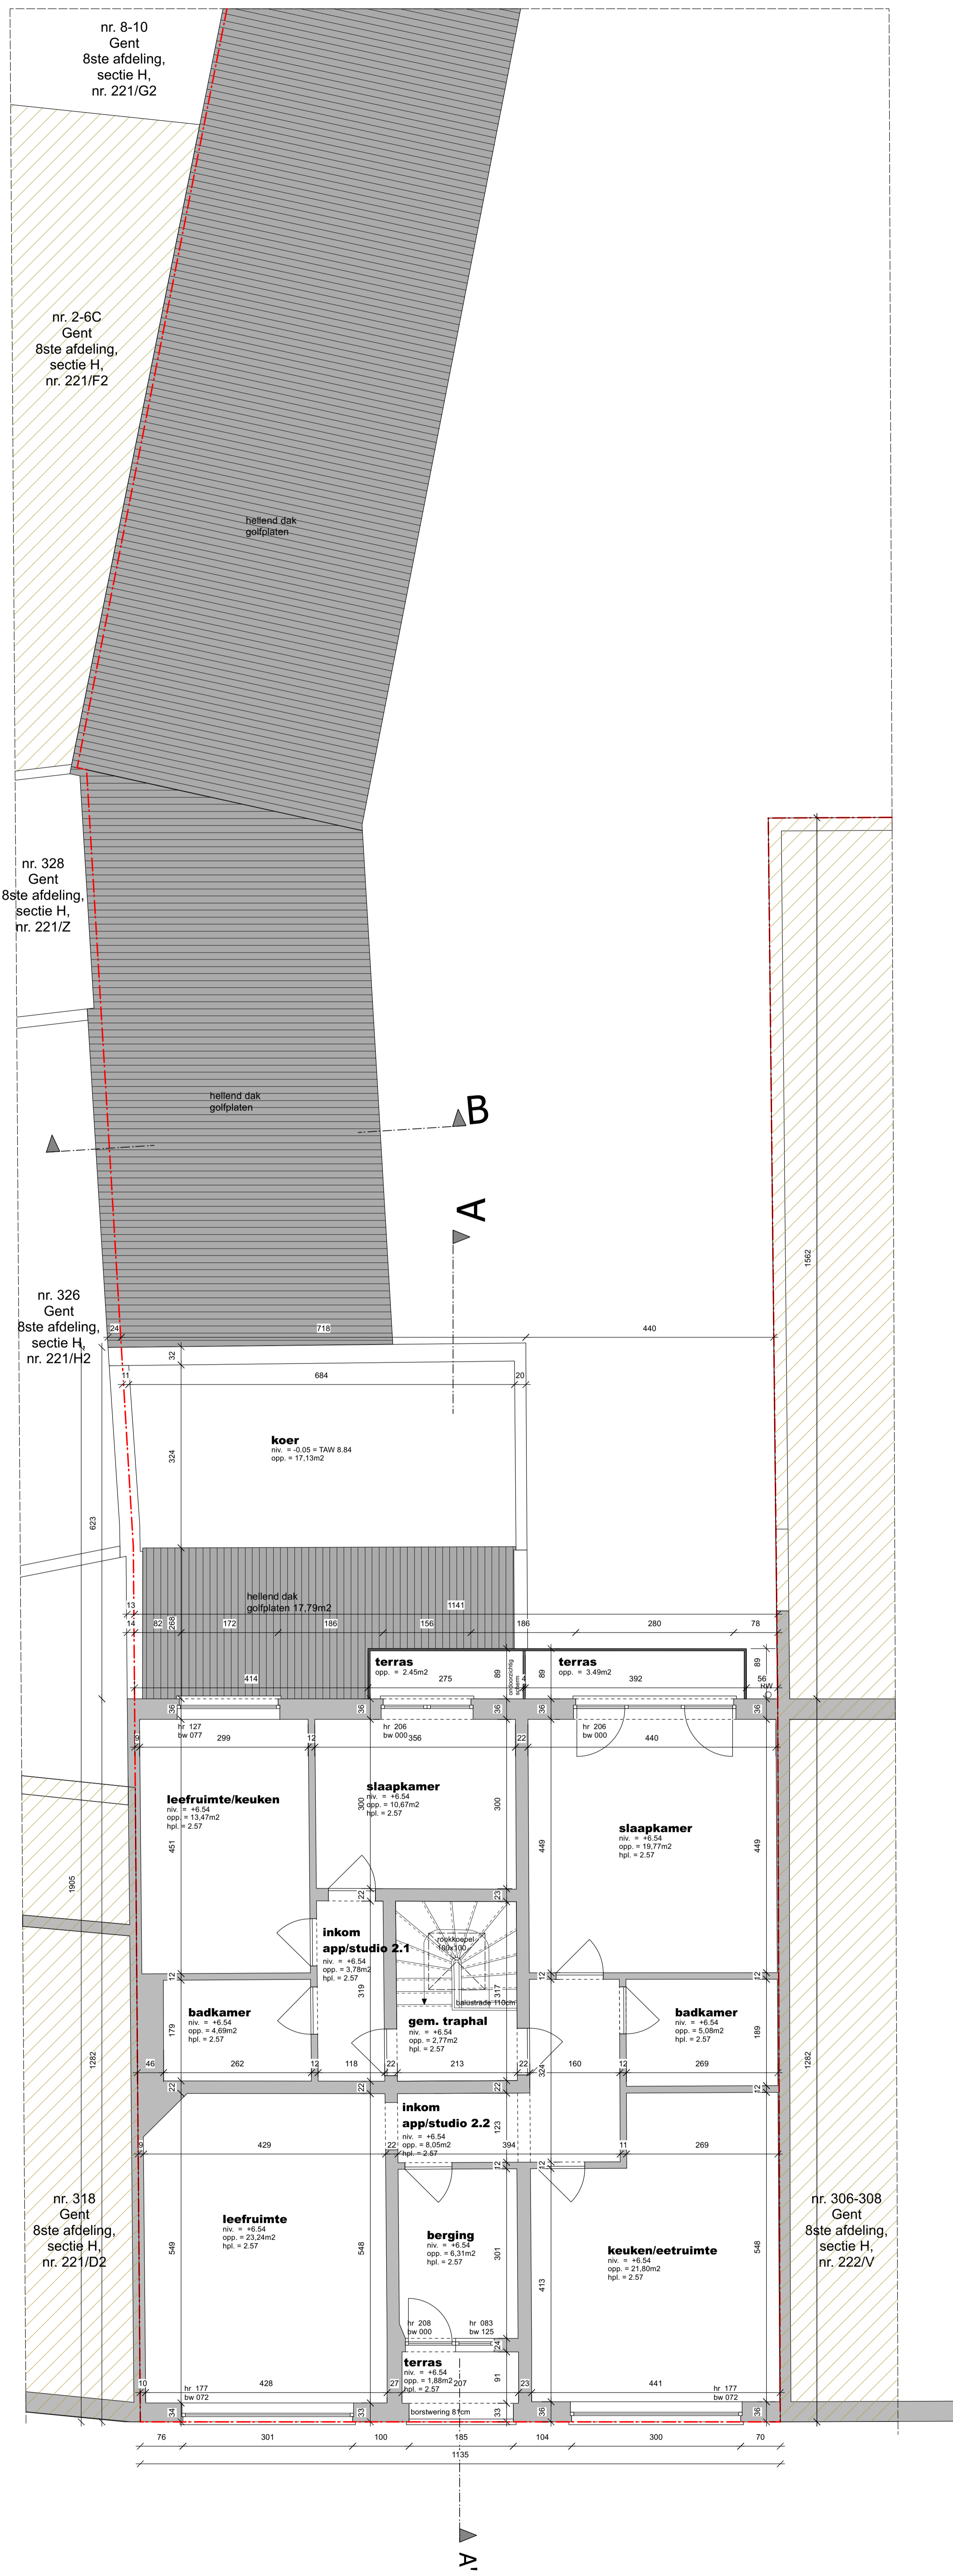 nr. 8-10
Gent
8ste afdeling,
sectie H,
nr. 221/G2
nr. 2-6C
Gent
8ste afdeling,
sectie H,
nr. 221/F2
hellend dak
golfplaten
nr. 328
Gent
8ste afdeling,
sectie H,
nr. 221/Z
hellend dak
golfplaten
B
A
1562
nr. 326
Gent
8ste afdeling,
sectie H,
nr. 221/H2
24 718 440
32
11 684 20
koer
niv. = -0.05 = TAW 8.84
opp. = 17,13m2
324
623
hellend dak
golfplaten 17,79m2
13 1141
14 82 172 186 156 186 280 78
268
terras
opp. = 2.45m2
ondoorzichtig
scherm
terras
opp. = 3.49m2
89 89 89
414 275 4 392 56
RW
36 36 36 36 36
hr 127
bw 077
hr 206
bw 000
hr 206
bw 000
9 299 12 356 22 440
leefruimte/keuken
niv. = +6.54
opp. = 13,47m2
hpl. = 2.57
slaapkamer
niv. = +6.54
opp. = 10,67m2
hpl. = 2.57
slaapkamer
niv. = +6.54
opp. = 19,77m2
hpl. = 2.57
451 300 300 449 449
1905
22 23
inkom
app/studio 2.1
niv. = +6.54
opp. = 3,78m2
hpl. = 2.57
rookkoepel
100x100
balustrade 110cm
12 319 317 12 12
badkamer
niv. = +6.54
opp. = 4,69m2
hpl. = 2.57
gem. traphal
niv. = +6.54
opp. = 2,77m2
hpl. = 2.57
badkamer
niv. = +6.54
opp. = 5,08m2
hpl. = 2.57
179 189
1282 324 1282
46 262 12 118 22 213 22 160 12 269
22 22 22 12
inkom
app/studio 2.2
niv. = +6.54
opp. = 8,05m2
hpl. = 2.57
123
9 429 22 394 11 269
12 12
nr. 318
Gent
8ste afdeling,
sectie H,
nr. 221/D2
leefruimte
niv. = +6.54
opp. = 23,24m2
hpl. = 2.57
berging
niv. = +6.54
opp. = 6,31m2
hpl. = 2.57
keuken/eetruimte
niv. = +6.54
opp. = 21,80m2
hpl. = 2.57
nr. 306-308
Gent
8ste afdeling,
sectie H,
nr. 222/V
549 548 301 413 548
hr 208
bw 000
hr 083
bw 125
24
terras
niv. = +6.54
opp. = 1,88m2
hpl. = 2.57
91
10 428 27 207 23 441
hr 177
bw 072
hr 177
bw 072
borstwering 81cm
34 33 33 36 36
76 301 100 185 104 300 70
1135
A'